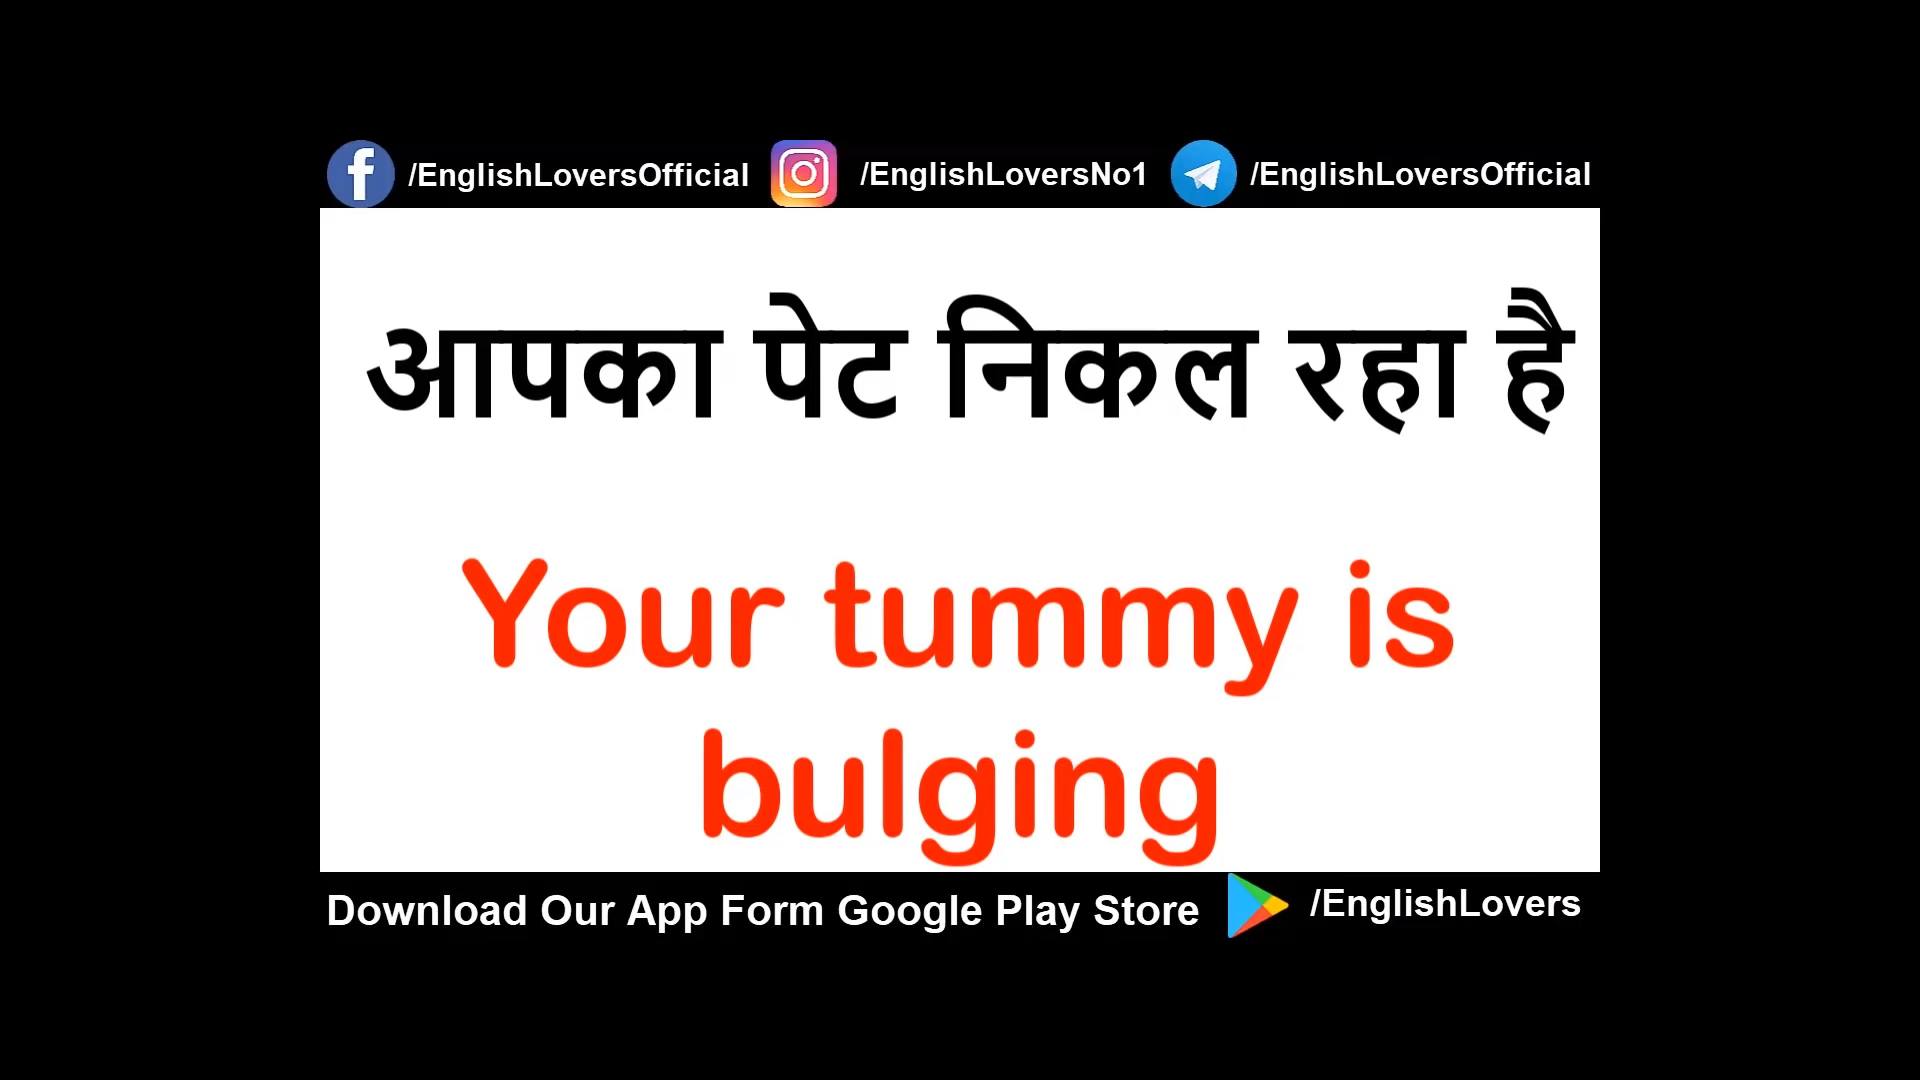 /EnglishLoversOfficial /EnglishLoversNo1 /EnglishLoversOfficial
आपका पेट निकल रहा है
Your tummy is
bulging
Download Our App Form Google Play Store /EnglishLovers